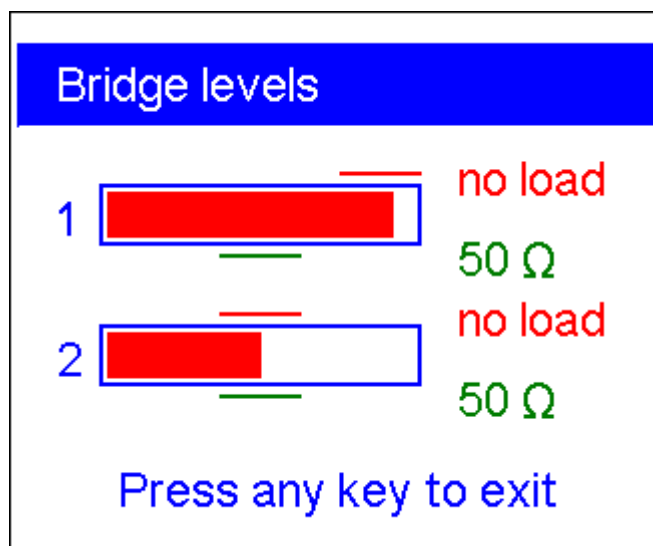 Bridge levels
no load
1
50 Ω
no load
2
50 Ω
Press any key to exit